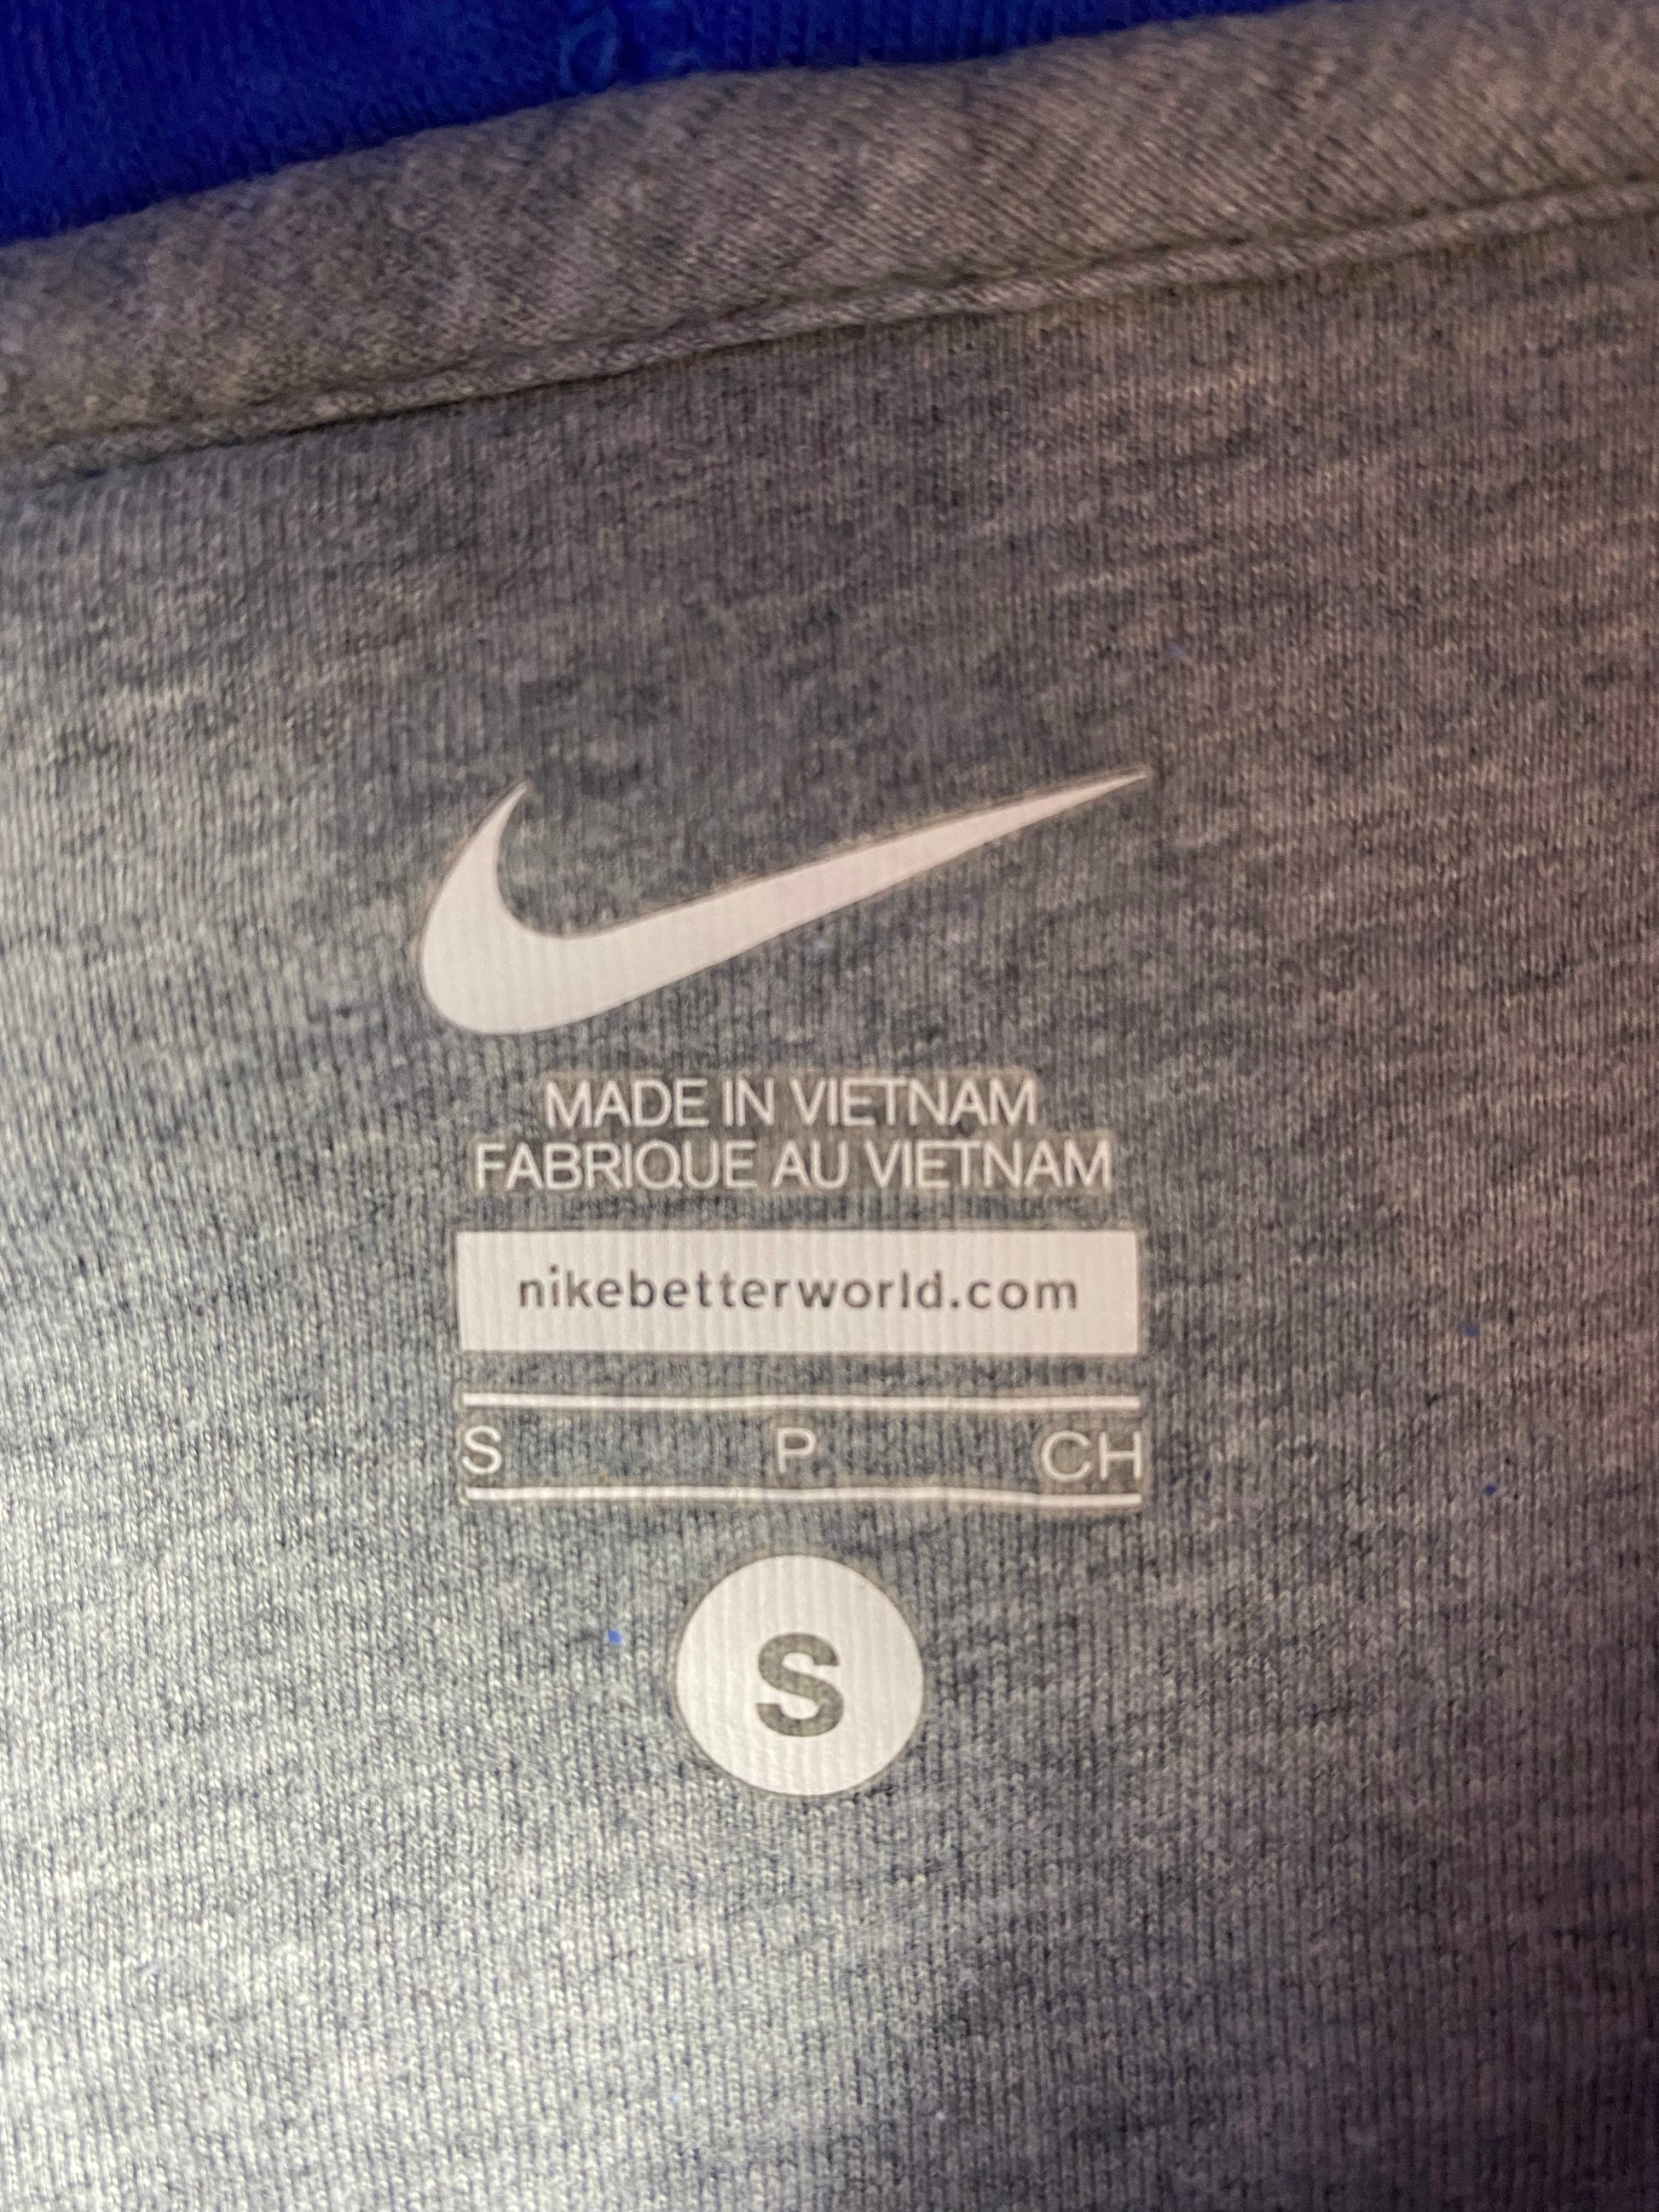 MADE IN VIETNAM
FABRIQUE AU VIETNAM
nikebetterworld.com
S P CH
S